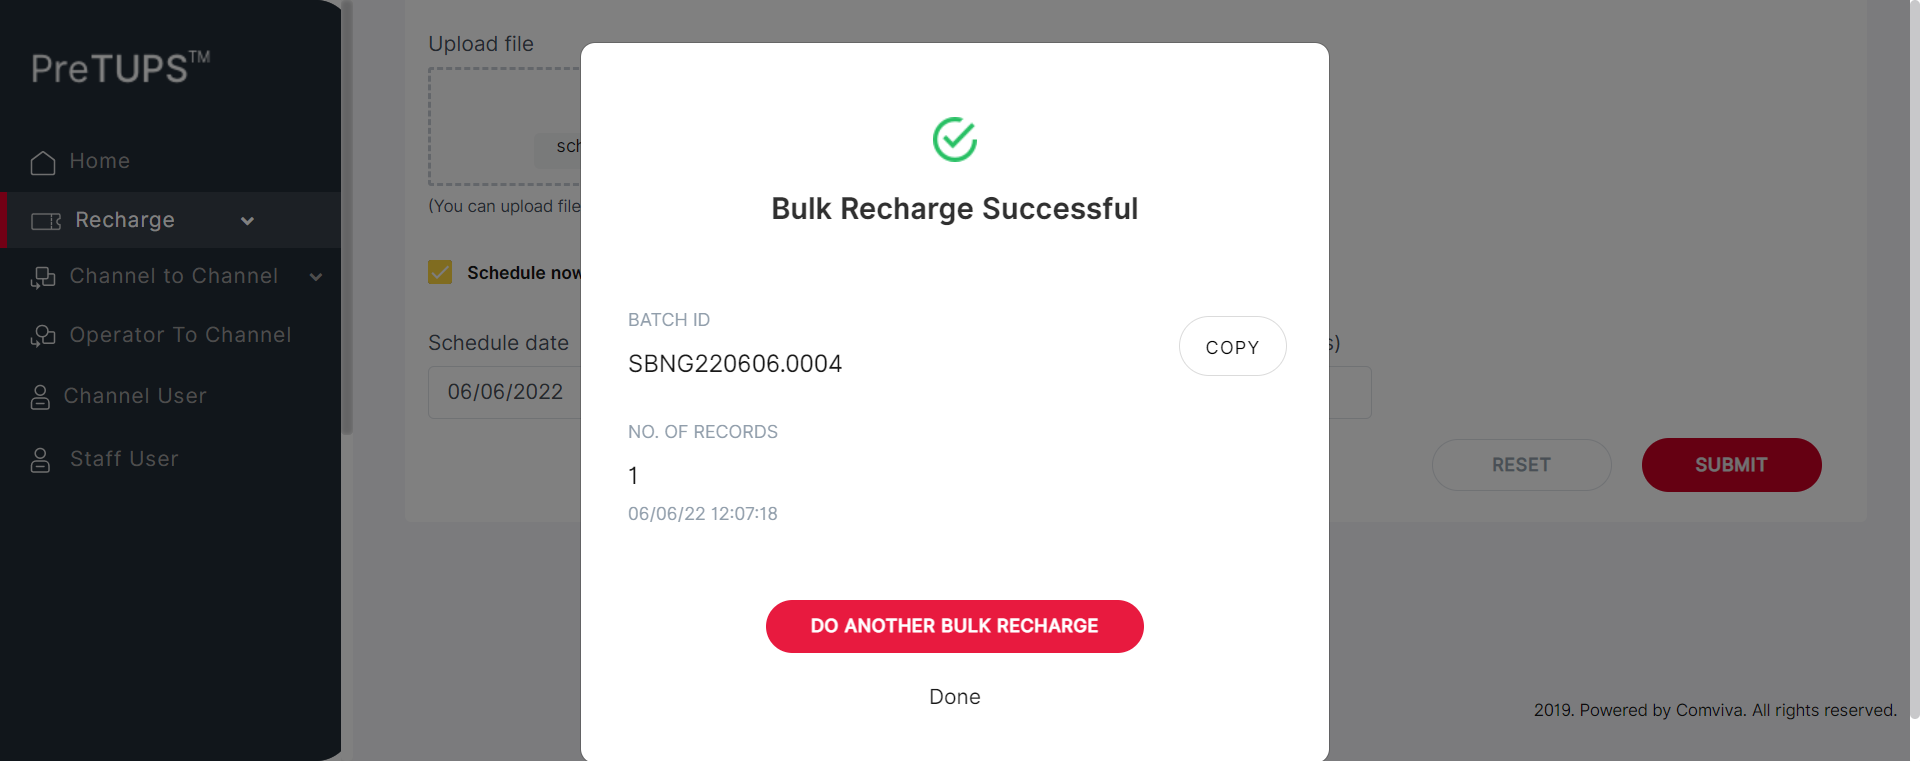 PreTUPS™
Home
Recharge
Channel to Channel
Operator To Channel
Channel User
Staff User
Upload file
(You can upload file
Schedule now
Schedule date
06/06/2022
RESET
SUBMIT
Bulk Recharge Successful
BATCH ID
SBNG220606.0004
COPY
NO. OF RECORDS
1
06/06/22 12:07:18
DO ANOTHER BULK RECHARGE
Done
2019. Powered by Comviva. All rights reserved.